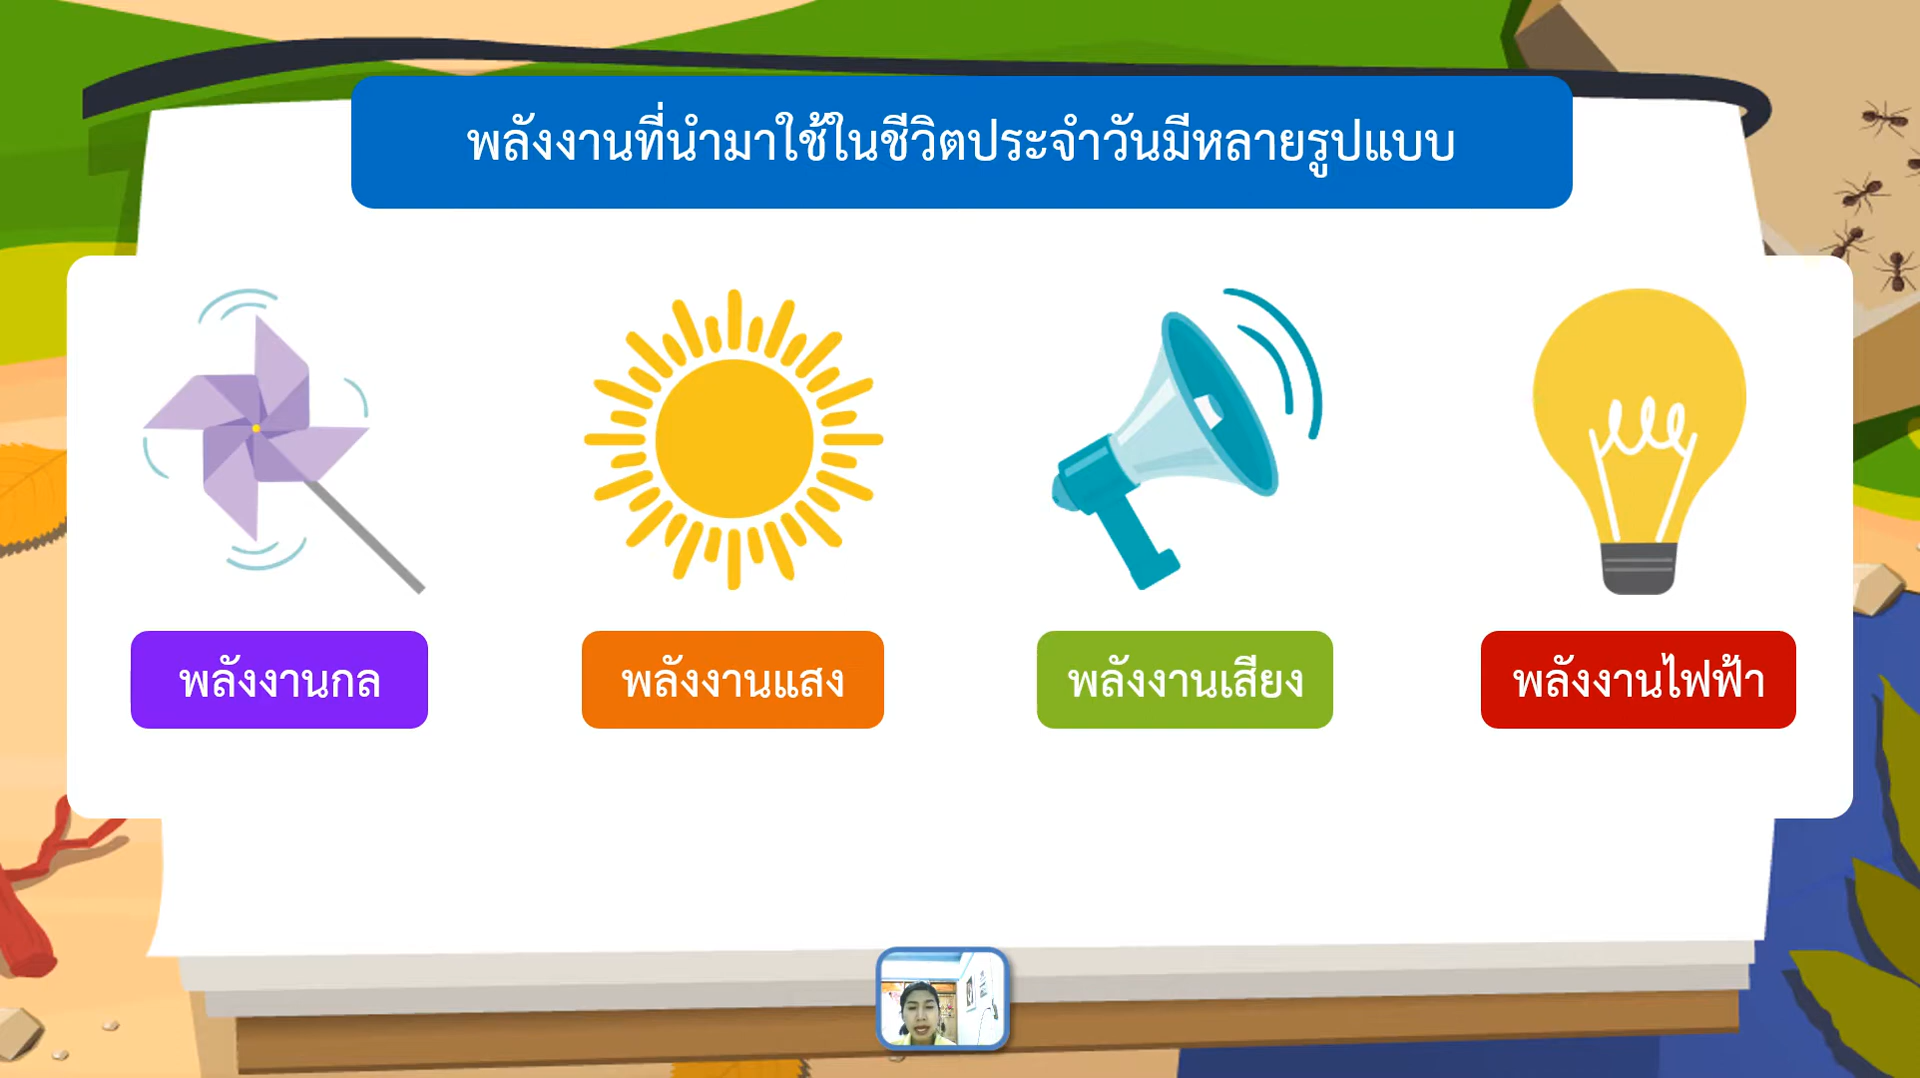 พลังงานที่นำมาใช้ในชีวิตประจำวันมีหลายรูปแบบ
พลังงานกล
พลังงานแสง
พลังงานเสียง
พลังงานไฟฟ้า